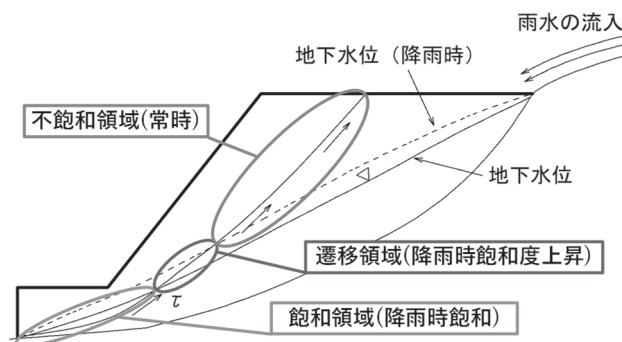 雨水の流入
地下水位（降雨時）
不飽和領域(常時)
地下水位
遷移領域(降雨時飽和度上昇)
τ
飽和領域(降雨時飽和)